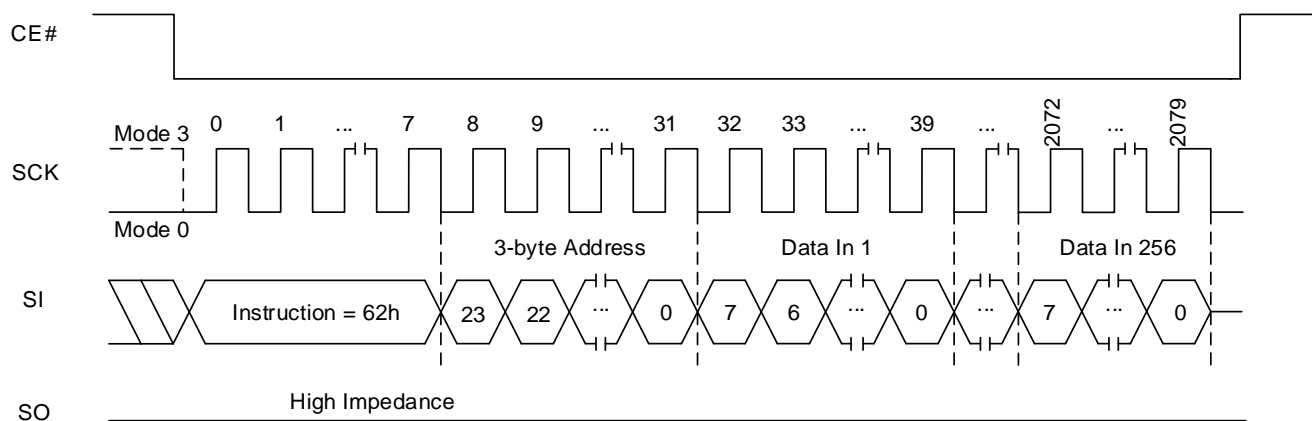 CE#
Mode 3 0 1 ... 7 8 9 ... 31 32 33 ... 39 ... 2072 ... 2079
SCK
Mode 0
3-byte Address Data In 1 Data In 256
SI Instruction = 62h 23 22 ... 0 7 6 ... 0 ... 7 ... 0
High Impedance
SO